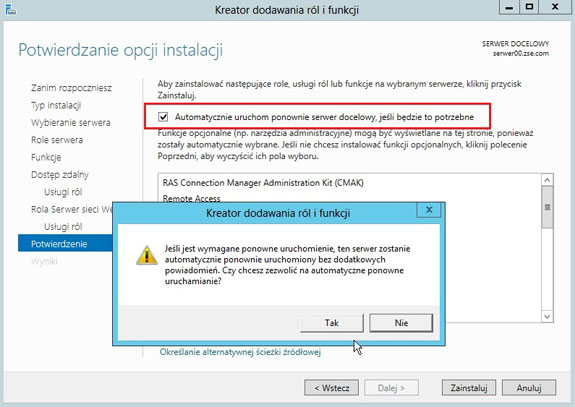 Kreator dodawania ról i funkcji
Potwierdzanie opcji instalacji
SERWER DOCELOWY
serwer00.zse.com
Zanim rozpoczniesz
Typ instalacji
Wybieranie serwera
Role serwera
Funkcje
Dostęp zdalny
Usługi ról
Rola Serwer sieci We
Usługi ról
Potwierdzenie
Wyniki
Aby zainstalować następujące role, usługi ról lub funkcje na wybranym serwerze, kliknij przycisk
Zainstaluj.
Automatycznie uruchom ponownie serwer docelowy, jeśli będzie to potrzebne
Funkcje opcjonalne (np. narzędzia administracyjne) mogą być wyświetlane na tej stronie, ponieważ
zostały automatycznie wybrane. Jeśli nie chcesz instalować funkcji opcjonalnych, kliknij polecenie
Poprzedni, aby wyczyścić ich pola wyboru.
RAS Connection Manager Administration Kit (CMAK)
Remote Access
Kreator dodawania ról i funkcji
Jeśli jest wymagane ponowne uruchomienie, ten serwer zostanie
automatycznie ponownie uruchomiony bez dodatkowych
powiadomień. Czy chcesz zezwolić na automatyczne ponowne
uruchamianie?
Tak
Nie
Określanie alternatywnej ścieżki źródłowej
< Wstecz
Dalej >
Zainstaluj
Anuluj